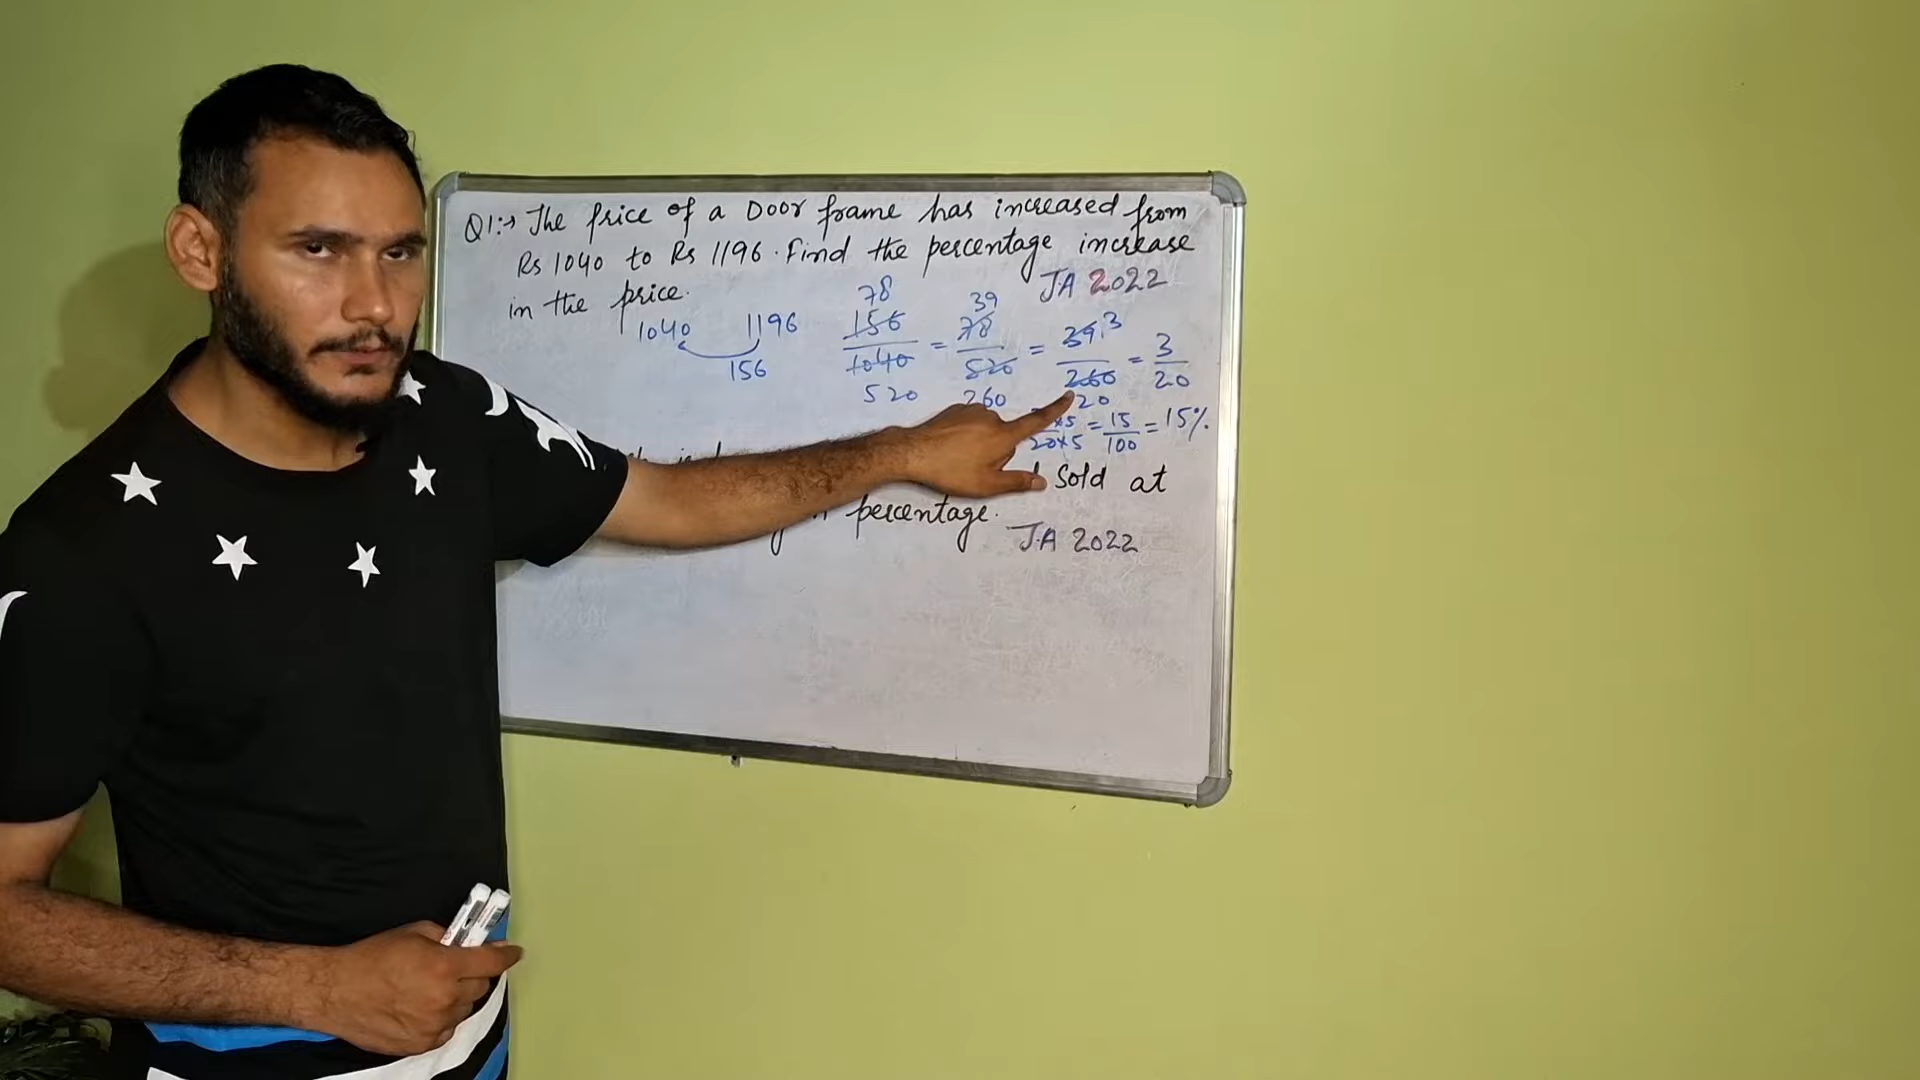 Q1:→ The price of a Door frame has increased from
Rs 1040 to Rs 1196. Find the percentage increase
in the price. JA 2022
1040 1196
156
78
156/1040 = 78/520 = 39/260 = 3/20
520
39
260
3
20
×5/20×5 = 15/100 = 15%
Sold at
percentage.
JA 2022